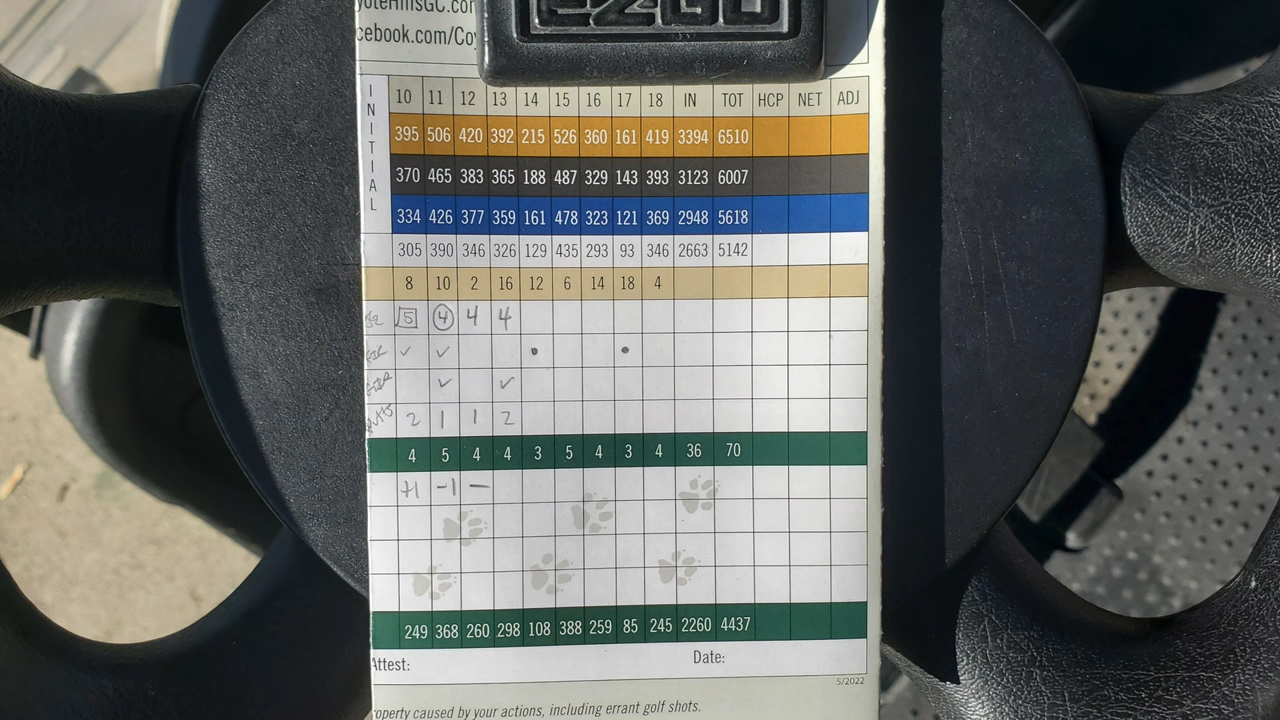 yoteHillsGC.com
EZGO
cebook.com/Coy
INITIAL 10 11 12 13 14 15 16 17 18 IN TOT HCP NET ADJ
395 506 420 392 215 526 360 161 419 3394 6510
370 465 383 365 188 487 329 143 393 3123 6007
334 426 377 359 161 478 323 121 369 2948 5618
305 390 346 326 129 435 293 93 346 2663 5142
8 10 2 16 12 6 14 18 4
5 4 4 4
✓ ✓ • •
✓ ✓
Putts 2 1 1 2
4 5 4 4 3 5 4 3 4 36 70
+1 -1 —
249 368 260 298 108 388 259 85 245 2260 4437
Attest: Date:
5/2022
roperty caused by your actions, including errant golf shots.